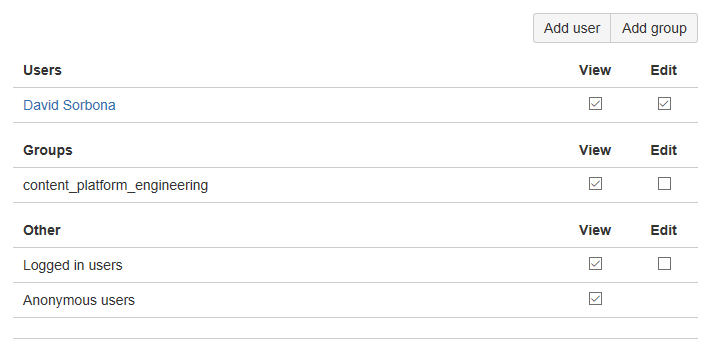 Add user Add group
Users View Edit
David Sorbona
Groups View Edit
content_platform_engineering
Other View Edit
Logged in users
Anonymous users